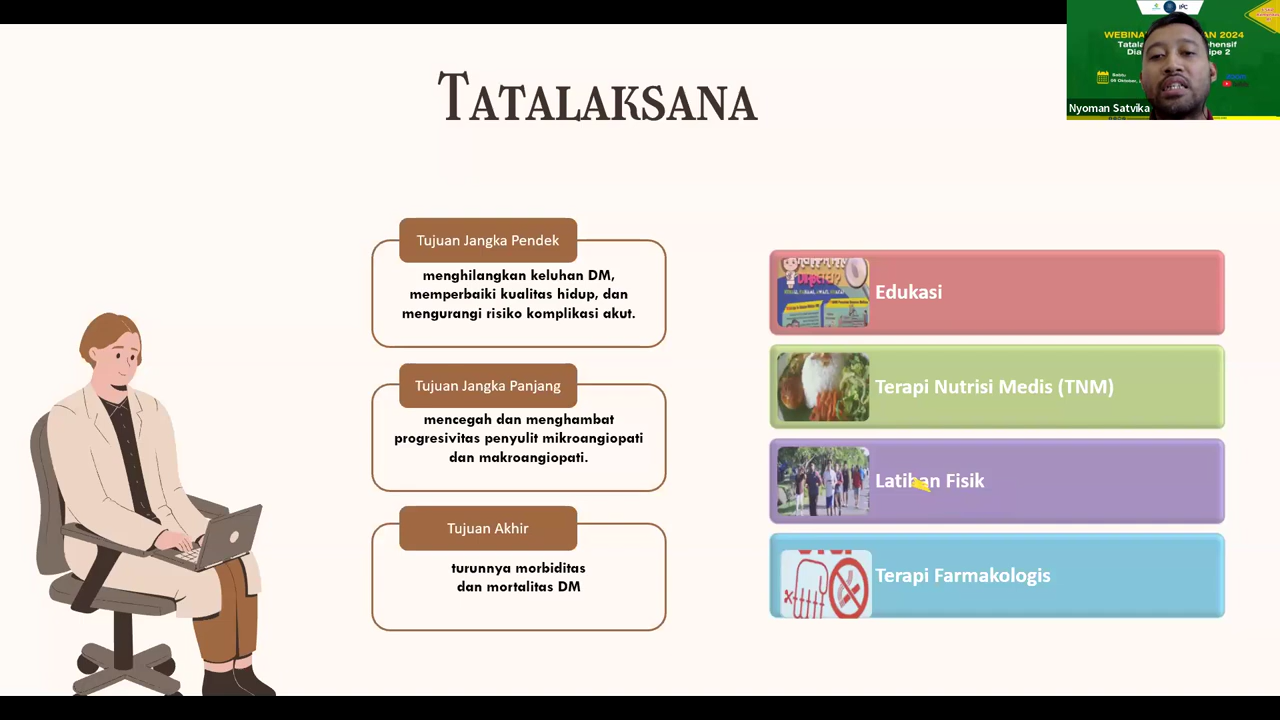 TATALAKSANA
Tujuan Jangka Pendek
menghilangkan keluhan DM,
memperbaiki kualitas hidup, dan
mengurangi risiko komplikasi akut.
Tujuan Jangka Panjang
mencegah dan menghambat
progresivitas penyulit mikroangiopati
dan makroangiopati.
Tujuan Akhir
turunnya morbiditas
dan mortalitas DM
Edukasi
Terapi Nutrisi Medis (TNM)
Latihan Fisik
Terapi Farmakologis
2024
Sabtu
Nyoman Satvika